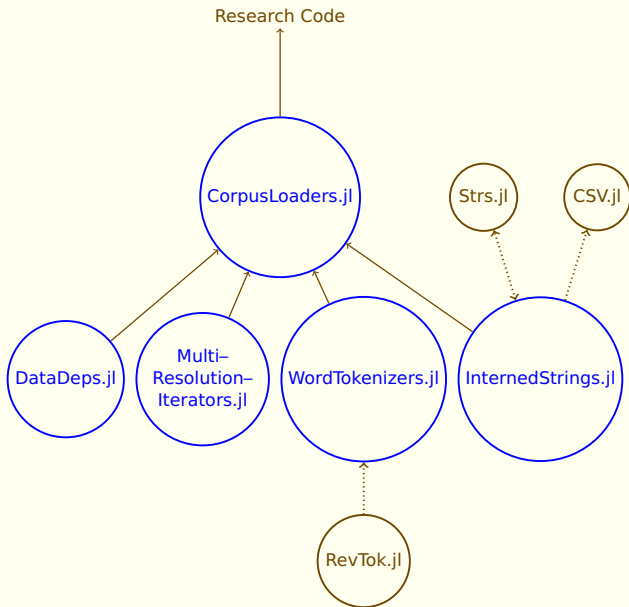 Research Code
CorpusLoaders.jl
Strs.jl
CSV.jl
DataDeps.jl
Multi–
Resolution–
Iterators.jl
WordTokenizers.jl
InternedStrings.jl
RevTok.jl